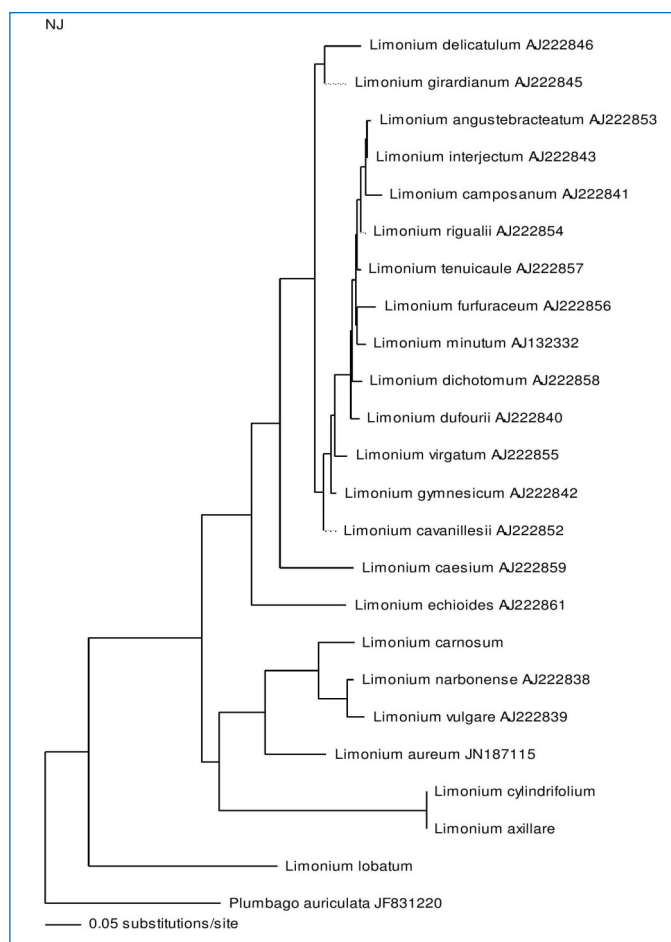 NJ
Limonium delicatulum AJ222846
Limonium girardianum AJ222845
Limonium angustebracteatum AJ222853
Limonium interjectum AJ222843
Limonium camposanum AJ222841
Limonium rigualii AJ222854
Limonium tenuicaule AJ222857
Limonium furfuraceum AJ222856
Limonium minutum AJ132332
Limonium dichotomum AJ222858
Limonium dufourii AJ222840
Limonium virgatum AJ222855
Limonium gymnesicum AJ222842
Limonium cavanillesii AJ222852
Limonium caesium AJ222859
Limonium echioides AJ222861
Limonium carnosum
Limonium narbonense AJ222838
Limonium vulgare AJ222839
Limonium aureum JN187115
Limonium cylindrifolium
Limonium axillare
Limonium lobatum
Plumbago auriculata JF831220
0.05 substitutions/site